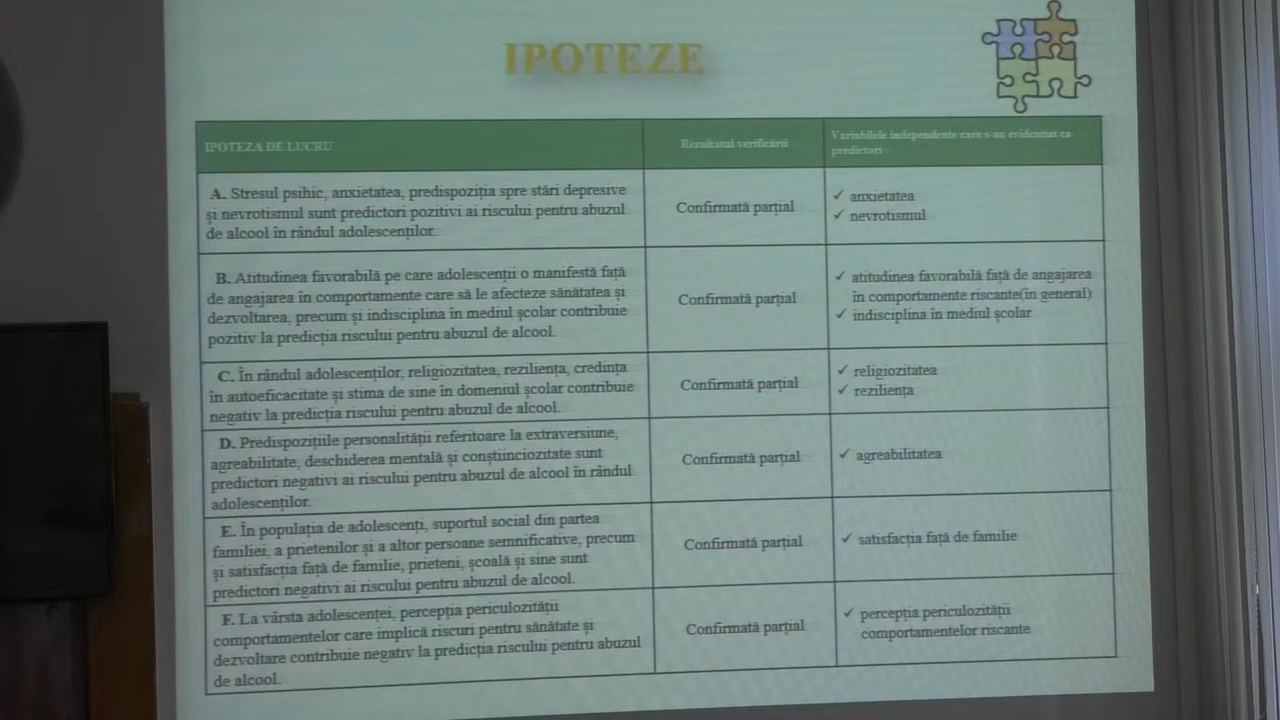 IPOTEZE
IPOTEZA DE LUCRU
Rezultatul verificării
Variabilele independente care s-au evidențiat ca
predictori
A. Stresul psihic, anxietatea, predispoziția spre stări depresive
și nevrotismul sunt predictori pozitivi ai riscului pentru abuzul
de alcool în rândul adolescenților.
Confirmată parțial
✓ anxietatea
✓ nevrotismul
B. Atitudinea favorabilă pe care adolescenții o manifestă față
de angajarea în comportamente care să le afecteze sănătatea și
dezvoltarea, precum și indisciplina în mediul școlar contribuie
pozitiv la predicția riscului pentru abuzul de alcool.
Confirmată parțial
✓ atitudinea favorabilă față de angajarea
în comportamente riscante(în general)
✓ indisciplina în mediul școlar
C. În rândul adolescenților, religiozitatea, reziliența, credința
în autoeficacitate și stima de sine în domeniul școlar contribuie
negativ la predicția riscului pentru abuzul de alcool.
Confirmată parțial
✓ religiozitatea
✓ reziliența
D. Predispozițiile personalității referitoare la extraversiune,
agreabilitate, deschiderea mentală și conștiinciozitate sunt
predictori negativi ai riscului pentru abuzul de alcool în rândul
adolescenților.
Confirmată parțial
✓ agreabilitatea
E. În populația de adolescenți, suportul social din partea
familiei, a prietenilor și a altor persoane semnificative, precum
și satisfacția față de familie, prieteni, școală și sine sunt
predictori negativi ai riscului pentru abuzul de alcool.
Confirmată parțial
✓ satisfacția față de familie
F. La vârsta adolescenței, percepția periculozității
comportamentelor care implică riscuri pentru sănătate și
dezvoltare contribuie negativ la predicția riscului pentru abuzul
de alcool.
Confirmată parțial
✓ percepția periculozității
comportamentelor riscante